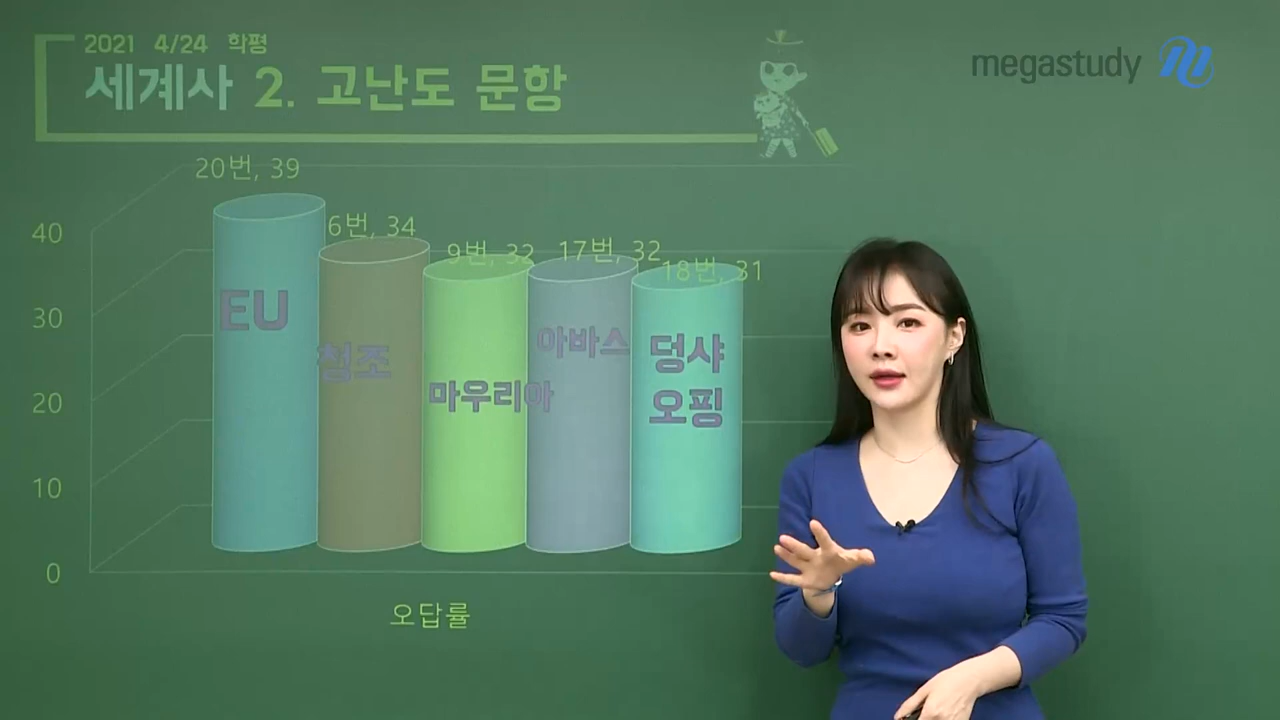 2021 4/24 학평
세계사 2. 고난도 문항
megastudy
20번, 39
6번, 34
9번, 32
17번, 32
18번, 31
40
30
20
10
0
EU
청조
마우리아
아바스
덩샤
오핑
오답률